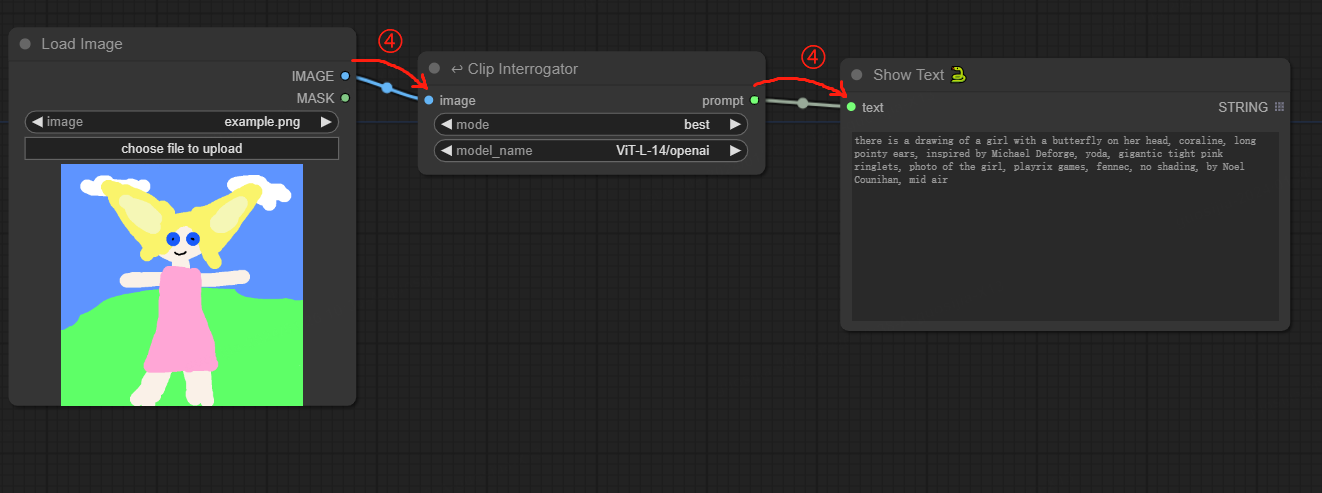 Load Image
IMAGE
MASK
image example.png
choose file to upload
④
↩ Clip Interrogator
image prompt
mode best
model_name ViT-L-14/openai
④
Show Text 🐍
text STRING
there is a drawing of a girl with a butterfly on her head, coraline, long
pointy ears, inspired by Michael Deforge, yoda, gigantic tight pink
ringlets, photo of the girl, playrix games, fennec, no shading, by Noel
Counihan, mid air